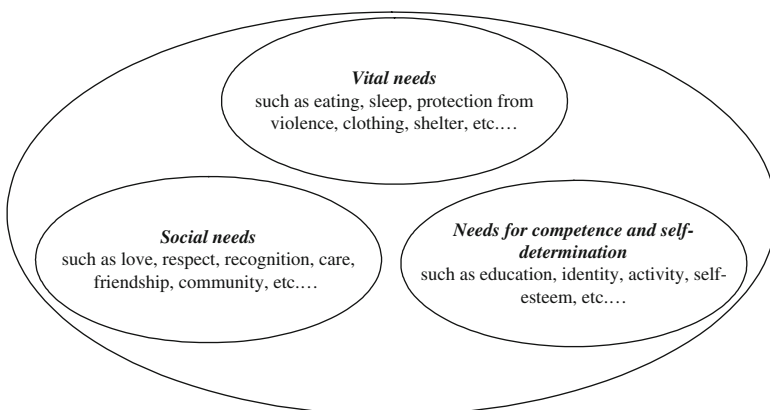 Vital needs
such as eating, sleep, protection from
violence, clothing, shelter, etc.…
Social needs
such as love, respect, recognition, care,
friendship, community, etc.…
Needs for competence and self-
determination
such as education, identity, activity, self-
esteem, etc.…